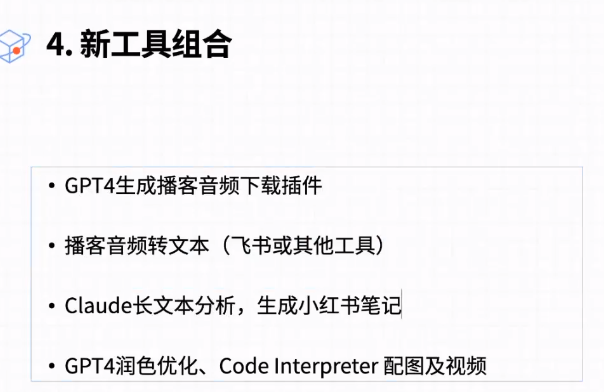 4. 新工具组合
• GPT4生成播客音频下载插件
• 播客音频转文本（飞书或其他工具）
• Claude长文本分析，生成小红书笔记
• GPT4润色优化、Code Interpreter 配图及视频